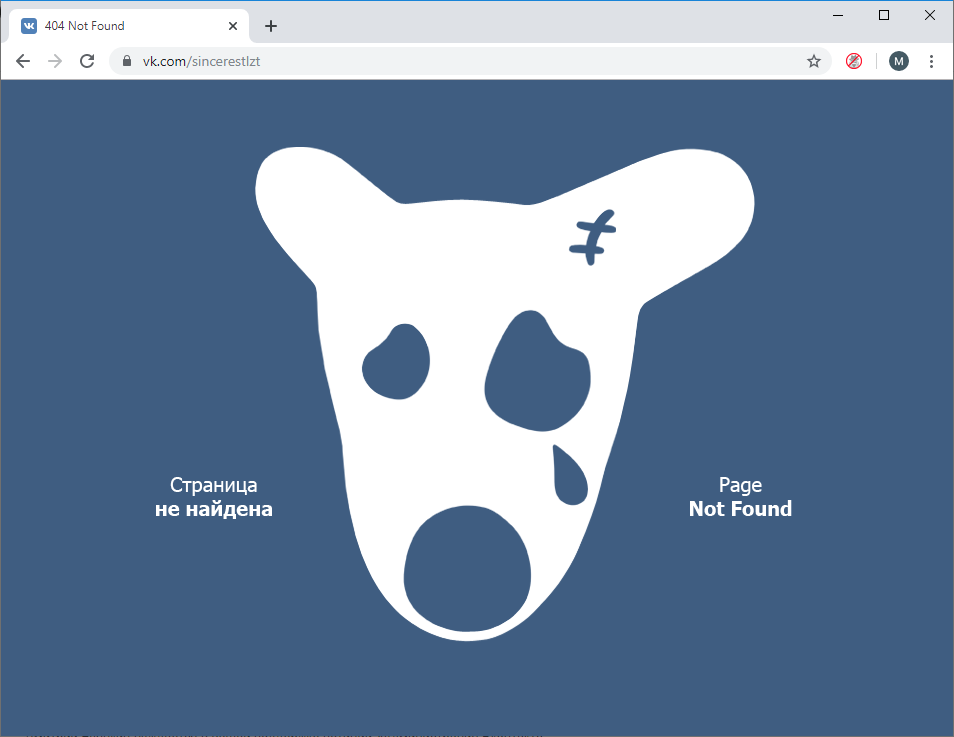 404 Not Found
vk.com/sincerestlzt
M
Страница
не найдена
Page
Not Found